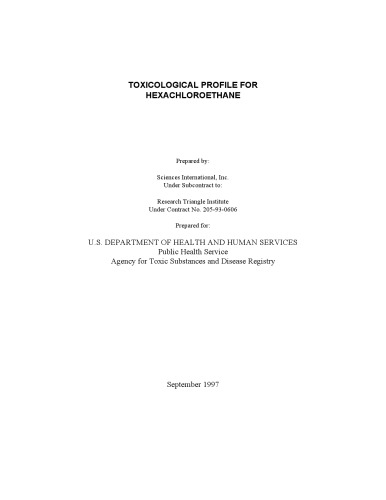 TOXICOLOGICAL PROFILE FOR
HEXACHLOROETHANE
Prepared by:
Sciences International, Inc.
Under Subcontract to:
Research Triangle Institute
Under Contract No. 205-93-0606
Prepared for:
U.S. DEPARTMENT OF HEALTH AND HUMAN SERVICES
Public Health Service
Agency for Toxic Substances and Disease Registry
September 1997